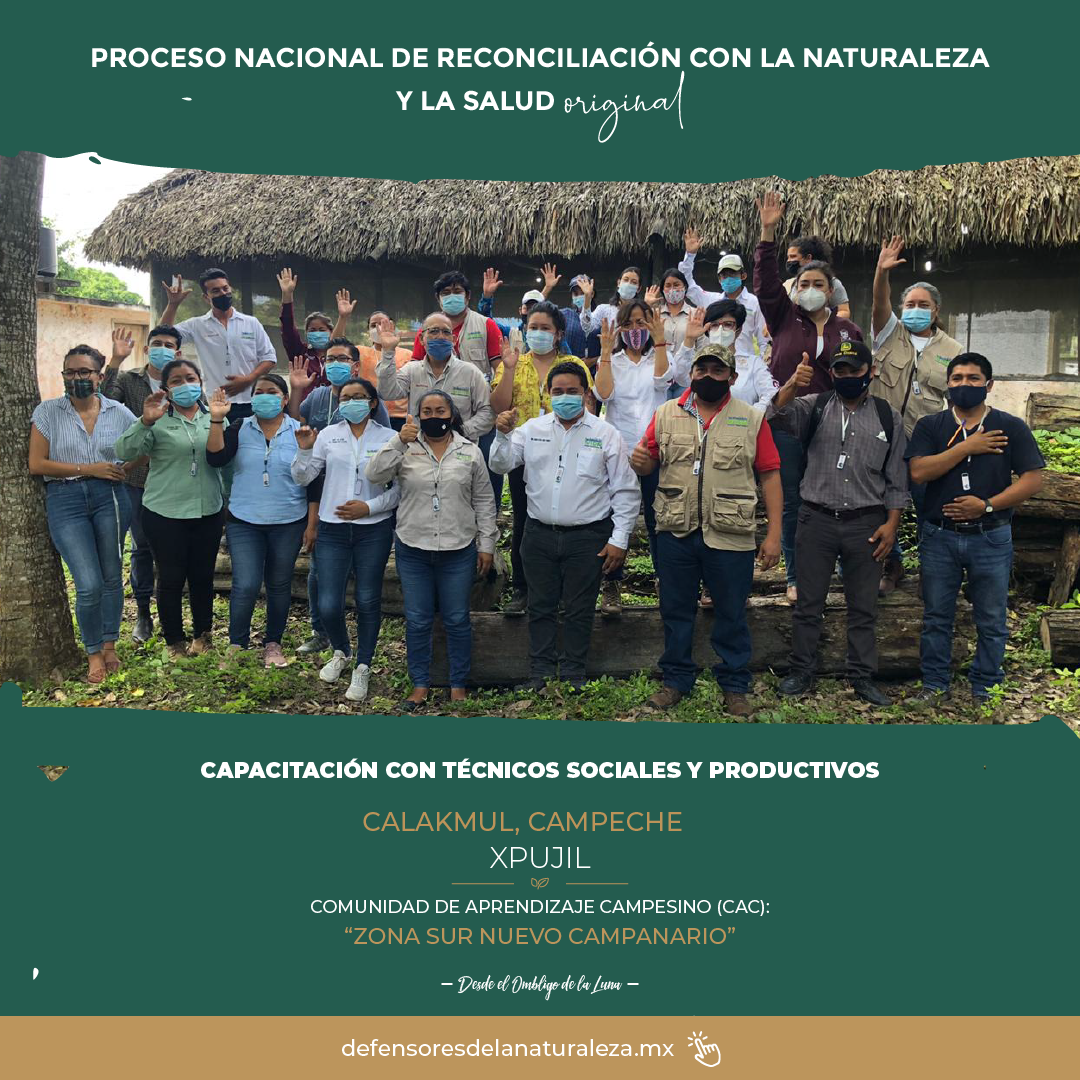 PROCESO NACIONAL DE RECONCILIACIÓN CON LA NATURALEZA
Y LA SALUD original
CAPACITACIÓN CON TÉCNICOS SOCIALES Y PRODUCTIVOS
CALAKMUL, CAMPECHE
XPUJIL
COMUNIDAD DE APRENDIZAJE CAMPESINO (CAC):
“ZONA SUR NUEVO CAMPANARIO”
— Desde el Ombligo de la Luna —
defensoresdelanaturaleza.mx